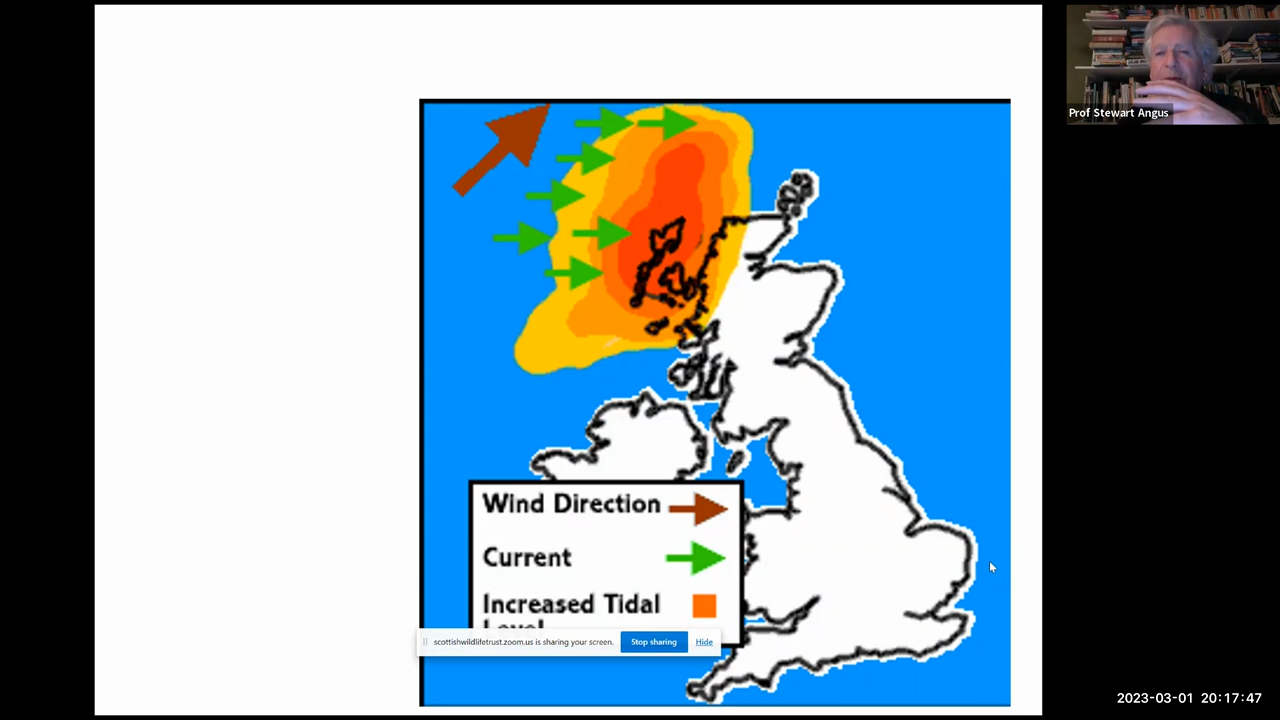 Prof Stewart Angus
Wind Direction
Current
Increased Tidal
Level
scottishwildlifetrust.zoom.us is sharing your screen.
Stop sharing
Hide
2023-03-01 20:17:47